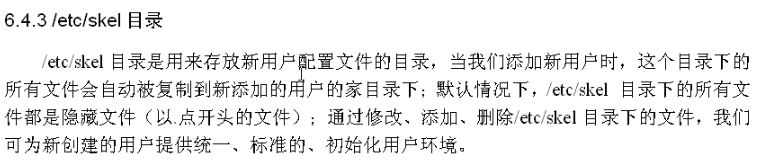 6.4.3 /etc/skel 目录
/etc/skel 目录是用来存放新用户配置文件的目录，当我们添加新用户时，这个目录下的
所有文件会自动被复制到新添加的用户的家目录下；默认情况下，/etc/skel 目录下的所有文
件都是隐藏文件（以.点开头的文件）；通过修改、添加、删除/etc/skel 目录下的文件，我们
可为新创建的用户提供统一、标准的、初始化用户环境。